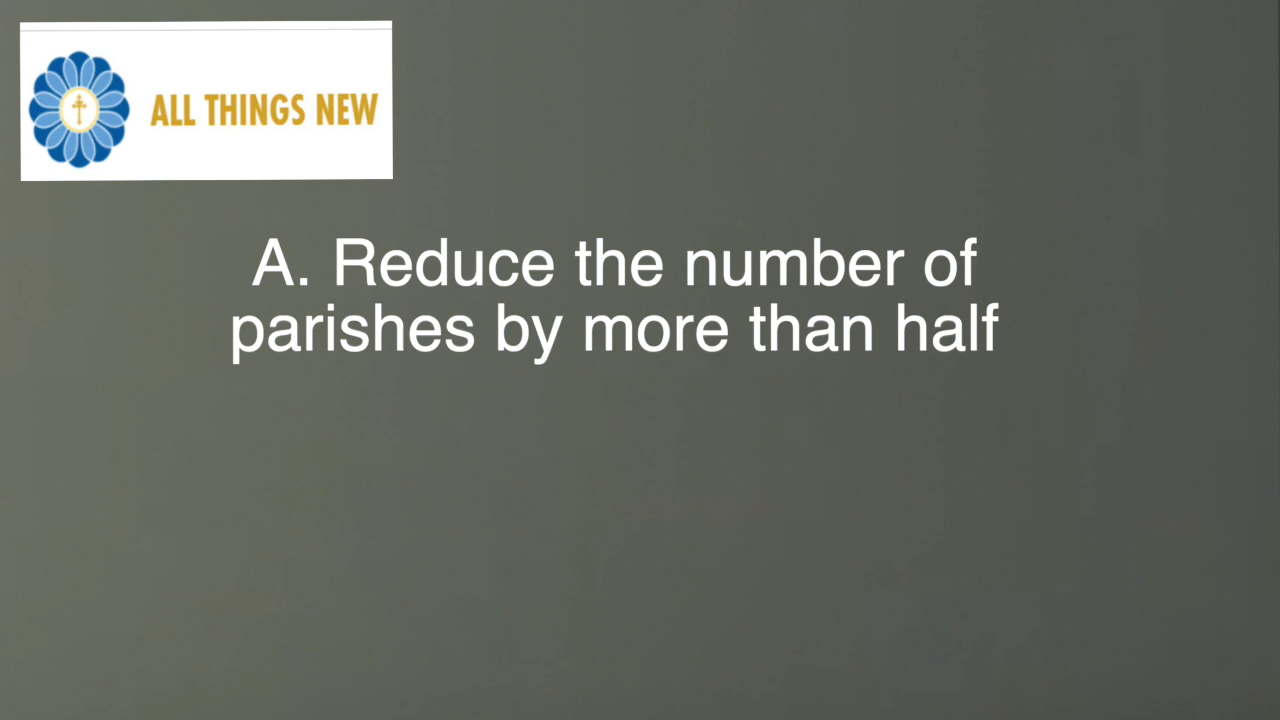 ALL THINGS NEW
A. Reduce the number of
parishes by more than half